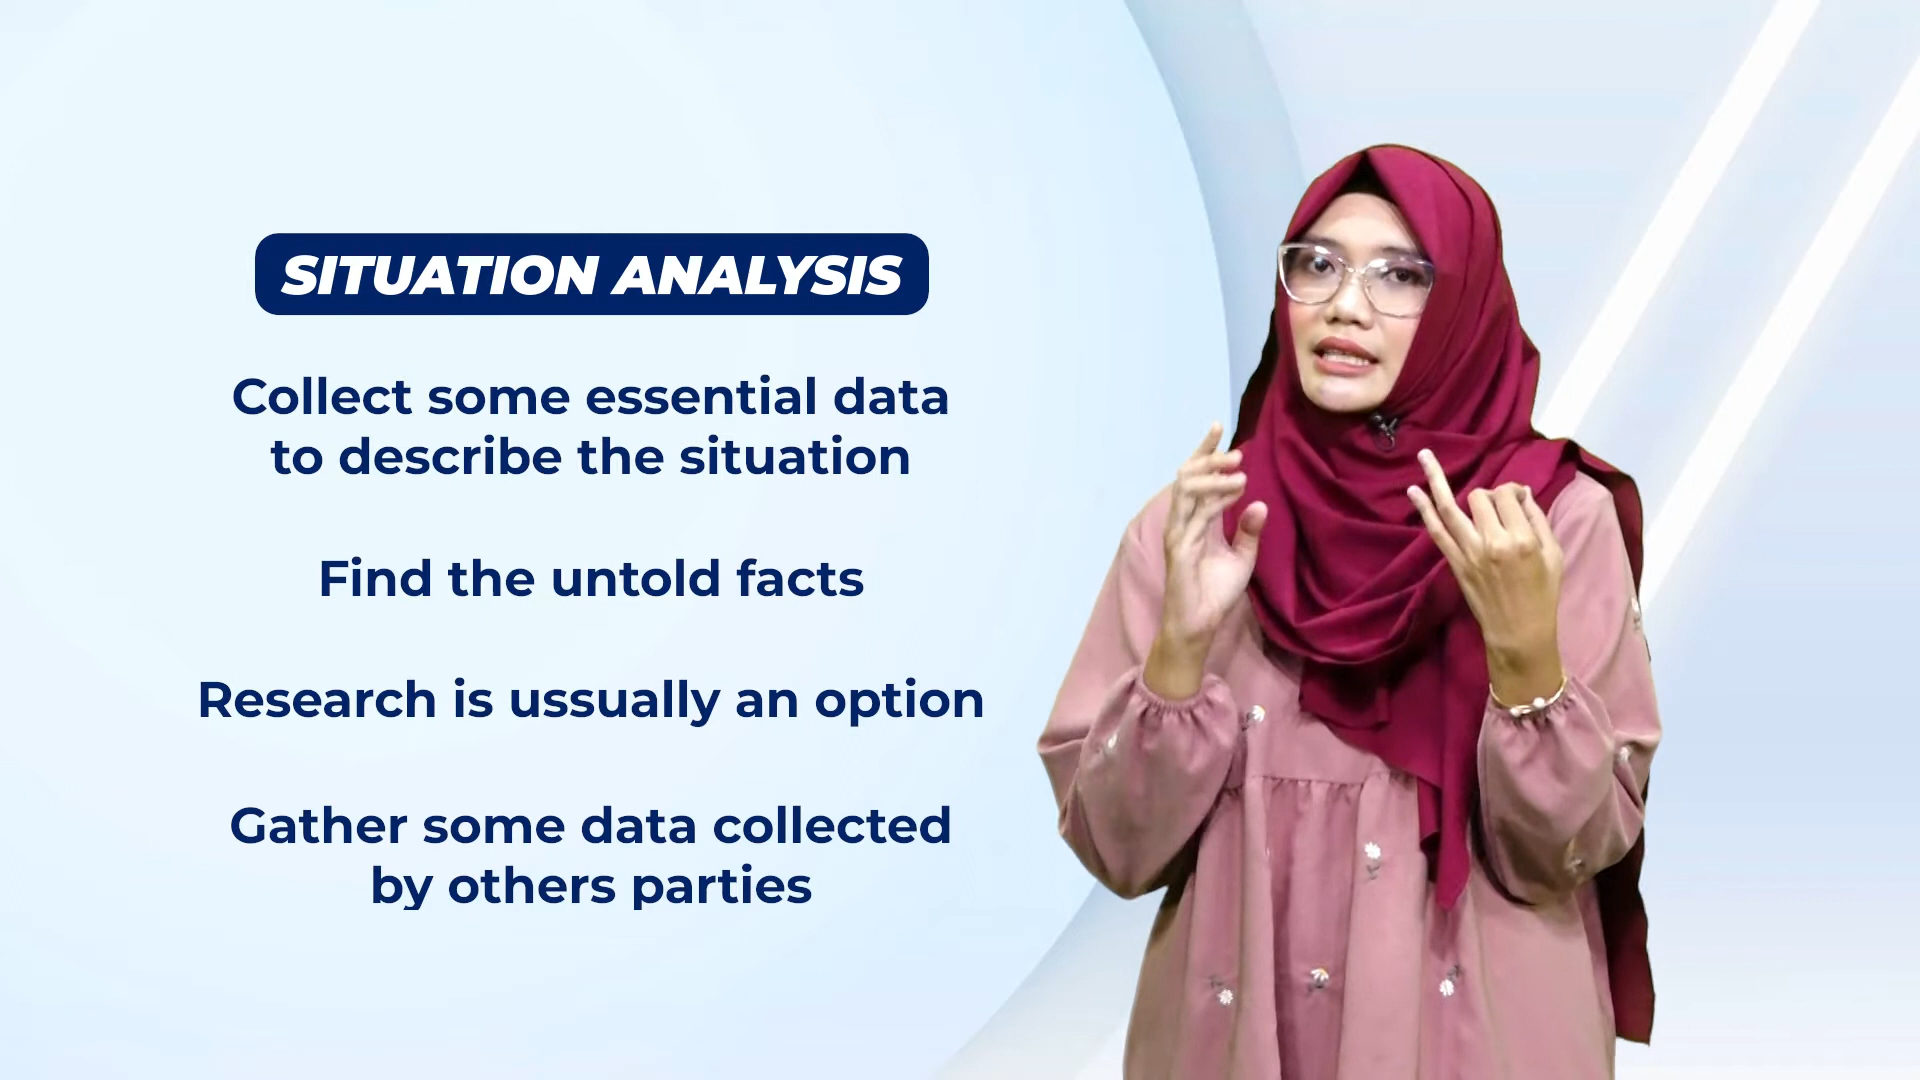 SITUATION ANALYSIS
Collect some essential data
to describe the situation
Find the untold facts
Research is ussually an option
Gather some data collected
by others parties